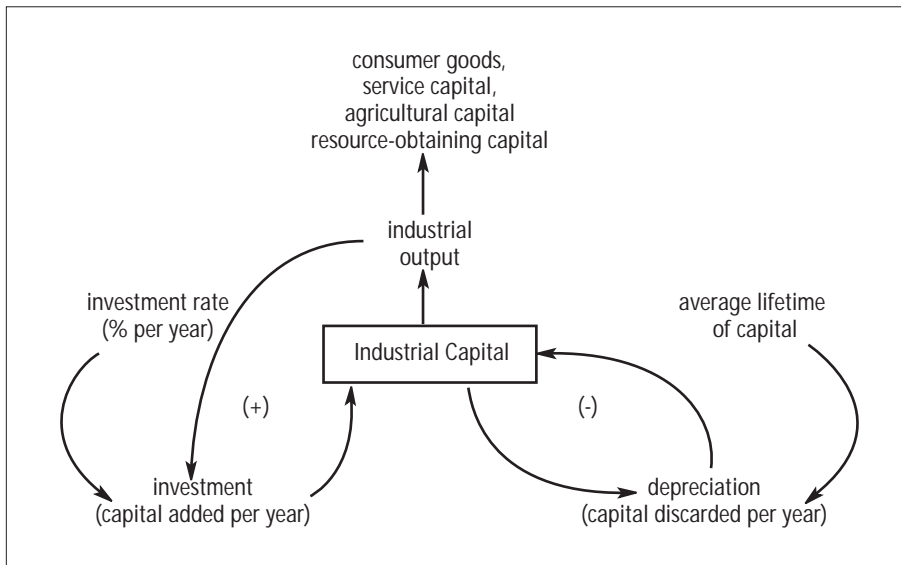 consumer goods,
service capital,
agricultural capital
resource-obtaining capital
industrial
output
investment rate
(% per year)
average lifetime
of capital
Industrial Capital
(+)
(-)
investment
(capital added per year)
depreciation
(capital discarded per year)